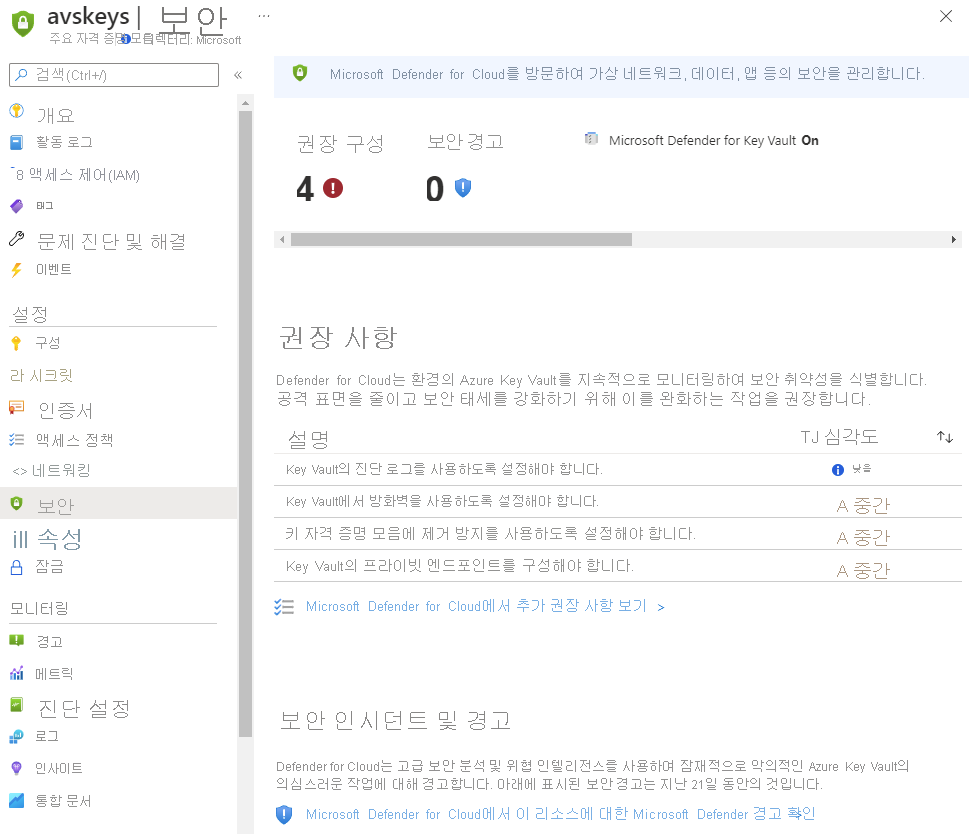 avskeys | 보안
...
주요 자격 증명 모음 디렉터리: Microsoft
검색(Ctrl+/)
«
개요
활동 로그
8 액세스 제어(IAM)
태그
문제 진단 및 해결
이벤트
설정
구성
라 시크릿
인증서
액세스 정책
<> 네트워킹
보안
ill 속성
잠금
모니터링
경고
메트릭
진단 설정
로그
인사이트
통합 문서
Microsoft Defender for Cloud를 방문하여 가상 네트워크, 데이터, 앱 등의 보안을 관리합니다.
권장 구성
4
보안 경고
0
Microsoft Defender for Key Vault On
권장 사항
Defender for Cloud는 환경의 Azure Key Vault를 지속적으로 모니터링하여 보안 취약성을 식별합니다.
공격 표면을 줄이고 보안 태세를 강화하기 위해 이를 완화하는 작업을 권장합니다.
설명 TJ 심각도 ↑↓
Key Vault의 진단 로그를 사용하도록 설정해야 합니다. 낮음
Key Vault에서 방화벽을 사용하도록 설정해야 합니다. A 중간
키 자격 증명 모음에 제거 방지를 사용하도록 설정해야 합니다. A 중간
Key Vault의 프라이빗 엔드포인트를 구성해야 합니다. A 중간
Microsoft Defender for Cloud에서 추가 권장 사항 보기 >
보안 인시던트 및 경고
Defender for Cloud는 고급 보안 분석 및 위협 인텔리전스를 사용하여 잠재적으로 악의적인 Azure Key Vault의
의심스러운 작업에 대해 경고합니다. 아래에 표시된 보안 경고는 지난 21일 동안의 것입니다.
Microsoft Defender for Cloud에서 이 리소스에 대한 Microsoft Defender 경고 확인